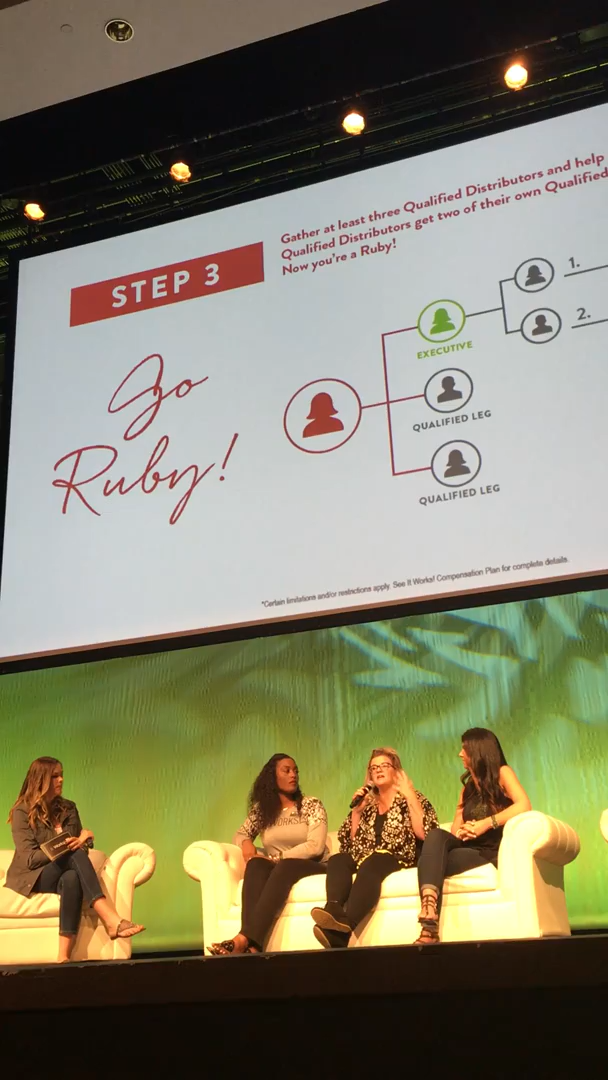 STEP 3
Gather at least three Qualified Distributors and help
Qualified Distributors get two of their own Qualified
Now you're a Ruby!
Go
Ruby!
1.
2.
EXECUTIVE
QUALIFIED LEG
QUALIFIED LEG
*Certain limitations and/or restrictions apply. See It Works! Compensation Plan for complete details.